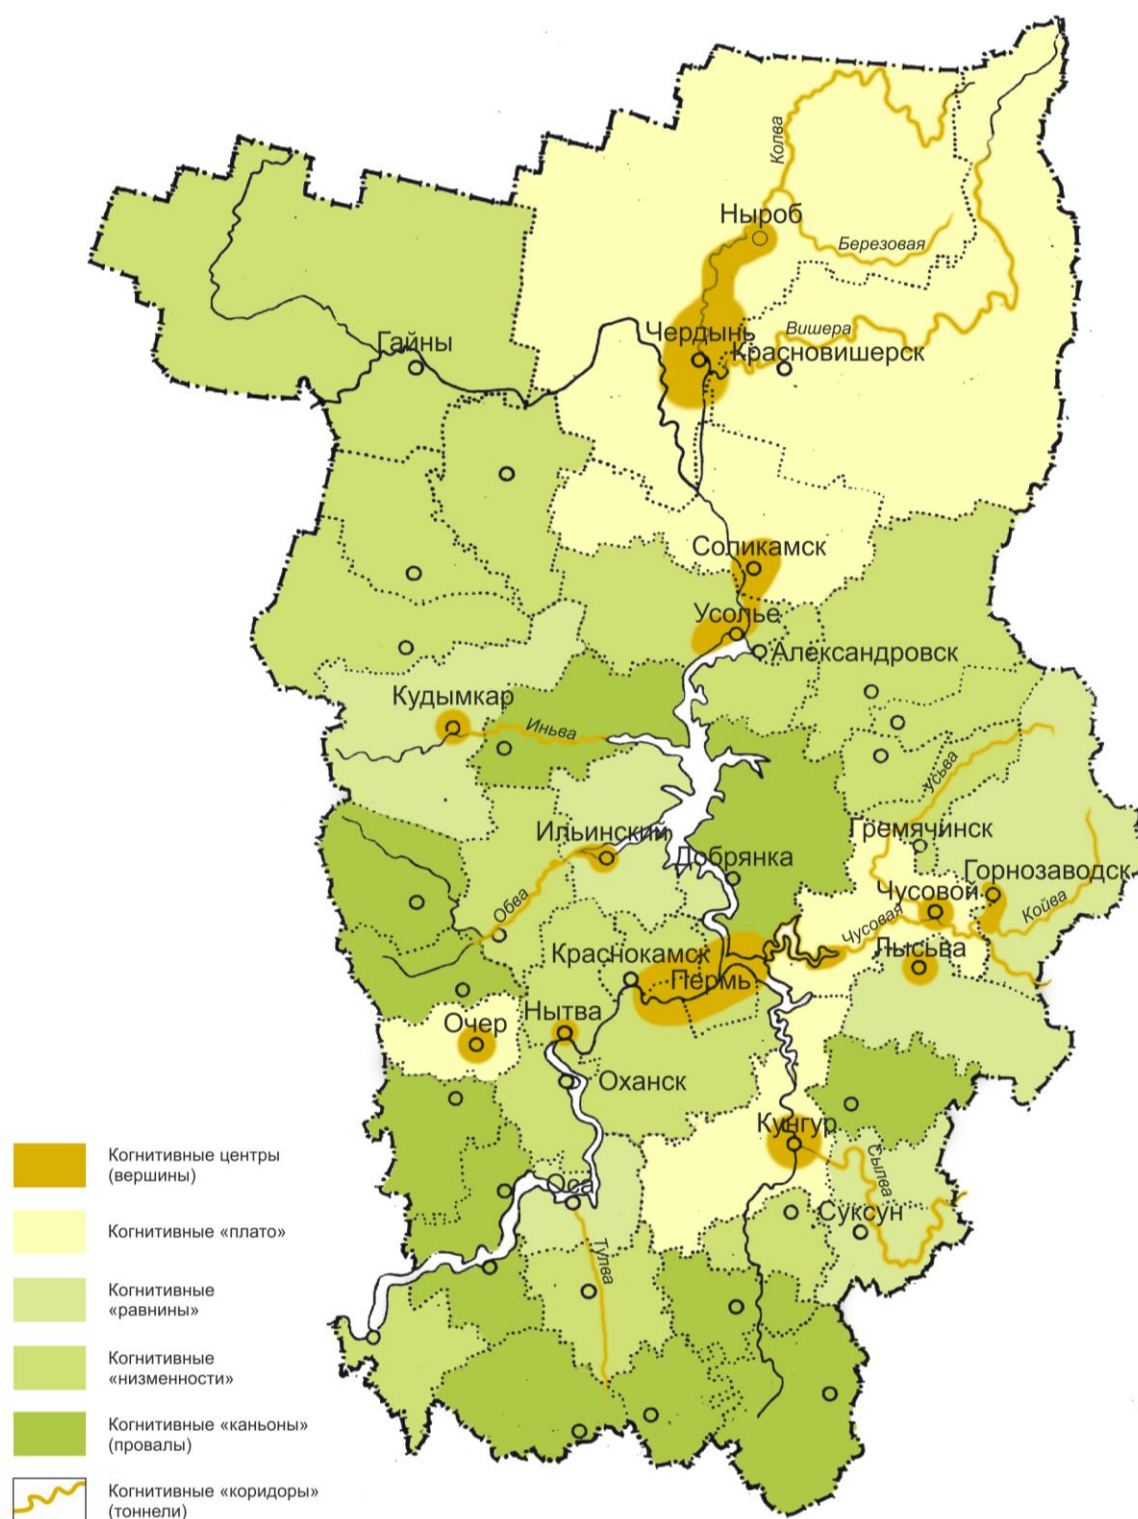 Колва
Ныроб
Березовая
Чердынь
Вишера
Красновишерск
Гайны
Соликамск
Усолье
Александровск
Кудымкар
Иньва
Усьва
Ильинский
Гремячинск
Добрянка
Горнозаводск
Чусовой
Обва
Койва
Чусовая
Лысьва
Краснокамск
Пермь
Нытва
Очер
Оханск
Кунгур
Сылва
Оса
Суксун
Тулва
Когнитивные центры
(вершины)
Когнитивные «плато»
Когнитивные
«равнины»
Когнитивные
«низменности»
Когнитивные «каньоны»
(провалы)
Когнитивные «коридоры»
(тоннели)